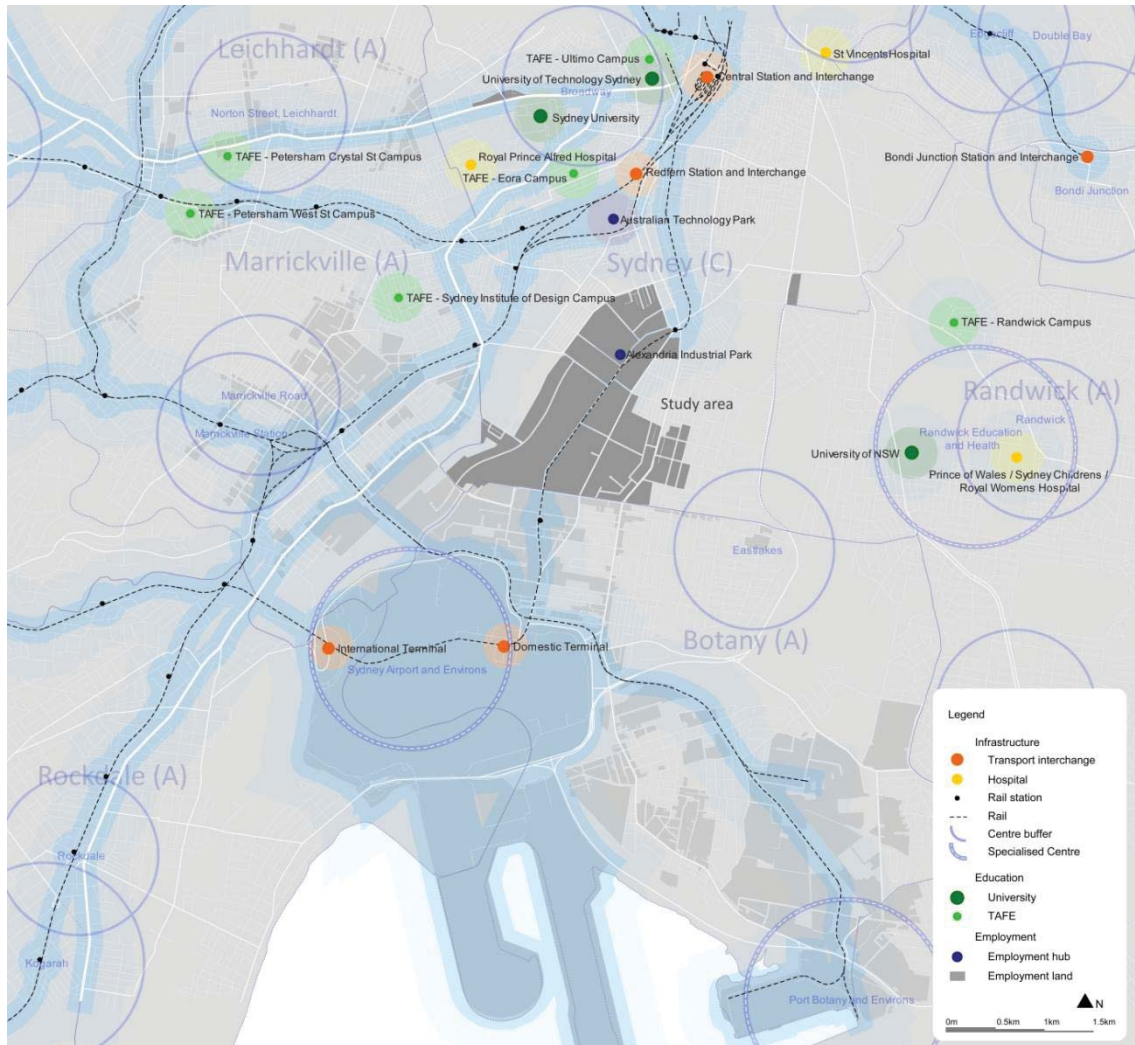 Leichhardt (A)
TAFE - Ultimo Campus
University of Technology Sydney
Broadway
St Vincents Hospital
Central Station and Interchange
Edgecliff
Double Bay
Norton Street, Leichhardt
Sydney University
TAFE - Petersham Crystal St Campus
Royal Prince Alfred Hospital
TAFE - Eora Campus
Redfern Station and Interchange
Bondi Junction Station and Interchange
Bondi Junction
TAFE - Petersham West St Campus
Australian Technology Park
Marrickville (A)
Sydney (C)
TAFE - Sydney Institute of Design Campus
TAFE - Randwick Campus
Alexandria Industrial Park
Marrickville Road
Study area
Randwick (A)
Randwick
Marrickville Station
Randwick Education
and Health
University of NSW
Prince of Wales / Sydney Childrens /
Royal Womens Hospital
Eastlakes
International Terminal
Domestic Terminal
Sydney Airport and Environs
Botany (A)
Rockdale (A)
Rockdale
Kogarah
Port Botany and Environs
Legend
Infrastructure
Transport interchange
Hospital
Rail station
Rail
Centre buffer
Specialised Centre
Education
University
TAFE
Employment
Employment hub
Employment land
N
0m 0.5km 1km 1.5km